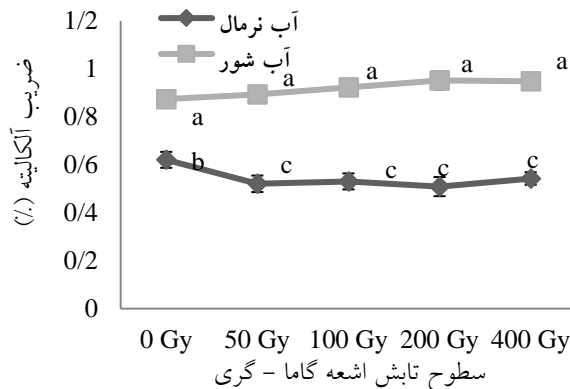 1/2
1
0/8
0/6
0/4
0/2
0
ضریب آلکالیته (٪)
آب نرمال
آب شور
a
a
a
a
a
b
c
c
c
c
0 Gy
50 Gy
100 Gy
200 Gy
400 Gy
سطوح تابش اشعه گاما - گری